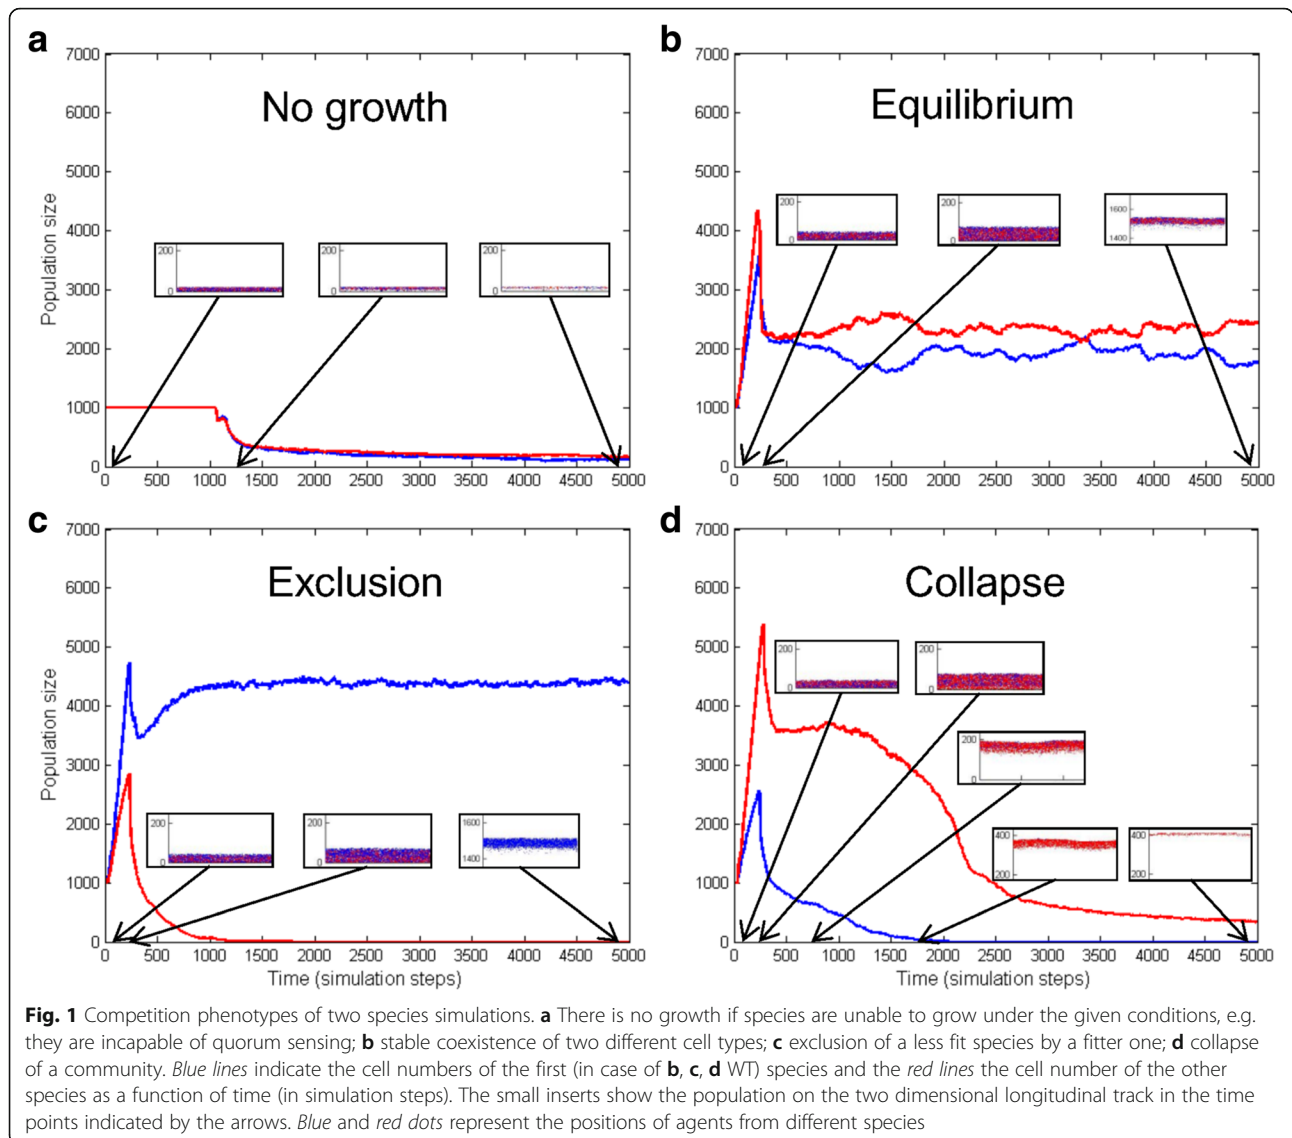 a
7000
6000
5000
4000
3000
2000
1000
0
Population size
No growth
200
0
200
0
200
0
0 500 1000 1500 2000 2500 3000 3500 4000 4500 5000
b
7000
6000
5000
4000
3000
2000
1000
0
Equilibrium
200
0
200
0
1600
1400
0 500 1000 1500 2000 2500 3000 3500 4000 4500 5000
c
7000
6000
5000
4000
3000
2000
1000
0
Population size
Exclusion
200
0
200
0
1600
1400
0 500 1000 1500 2000 2500 3000 3500 4000 4500 5000
Time (simulation steps)
d
7000
6000
5000
4000
3000
2000
1000
0
Collapse
200
0
200
0
200
0
400
200
400
200
0 500 1000 1500 2000 2500 3000 3500 4000 4500 5000
Time (simulation steps)
Fig. 1 Competition phenotypes of two species simulations. a There is no growth if species are unable to grow under the given conditions, e.g.
they are incapable of quorum sensing; b stable coexistence of two different cell types; c exclusion of a less fit species by a fitter one; d collapse
of a community. Blue lines indicate the cell numbers of the first (in case of b, c, d WT) species and the red lines the cell number of the other
species as a function of time (in simulation steps). The small inserts show the population on the two dimensional longitudinal track in the time
points indicated by the arrows. Blue and red dots represent the positions of agents from different species